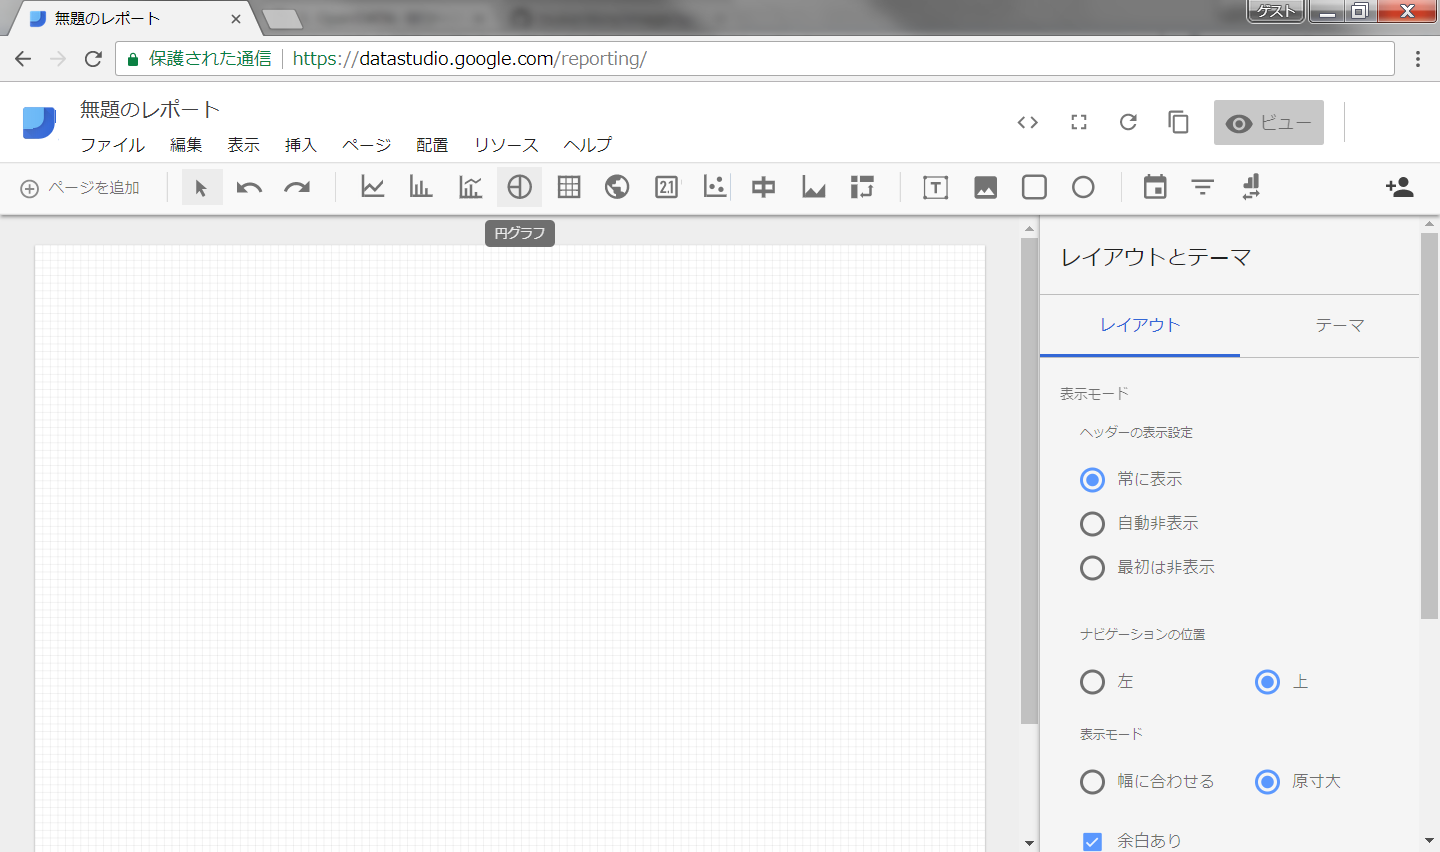 無題のレポート
ゲスト
保護された通信 https://datastudio.google.com/reporting/
無題のレポート
ファイル 編集 表示 挿入 ページ 配置 リソース ヘルプ
ビュー
ページを追加
2.1
T
円グラフ
レイアウトとテーマ
レイアウト テーマ
表示モード
ヘッダーの表示設定
常に表示
自動非表示
最初は非表示
ナビゲーションの位置
左 上
表示モード
幅に合わせる 原寸大
余白あり